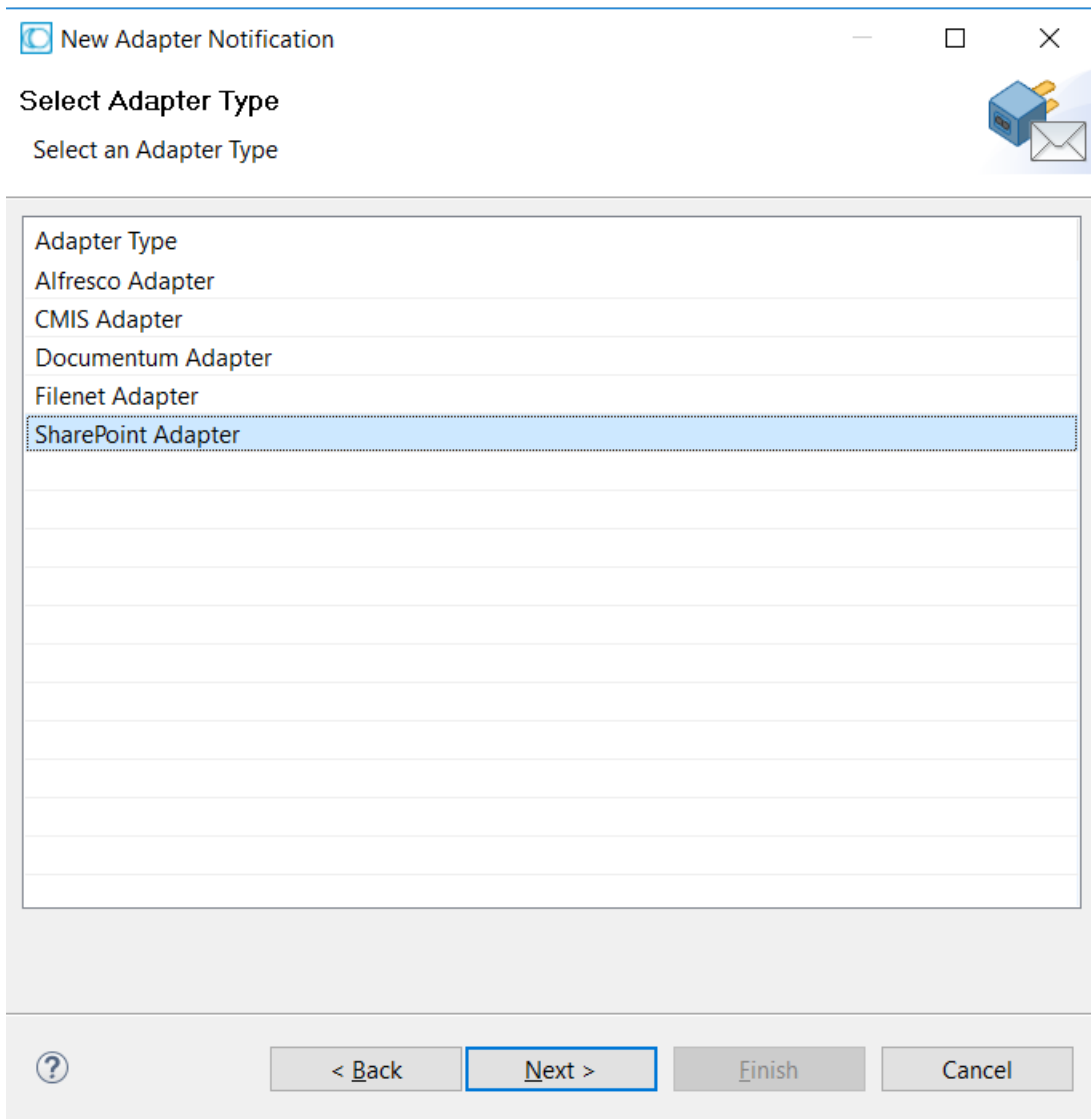 New Adapter Notification
Select Adapter Type
Select an Adapter Type
Adapter Type
Alfresco Adapter
CMIS Adapter
Documentum Adapter
Filenet Adapter
SharePoint Adapter
? < Back Next > Finish Cancel